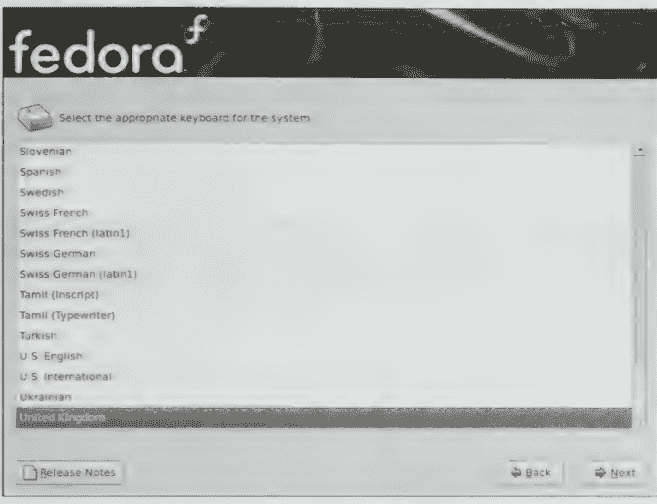 fedora f
Select the appropriate keyboard for the system
Slovenian
Spanish
Swedish
Swiss French
Swiss French (latin1)
Swiss German
Swiss German (latin1)
Tamil (Inscript)
Tamil (Typewriter)
Turkish
U S English
U S International
Ukrainian
United Kingdom
Release Notes Back Next